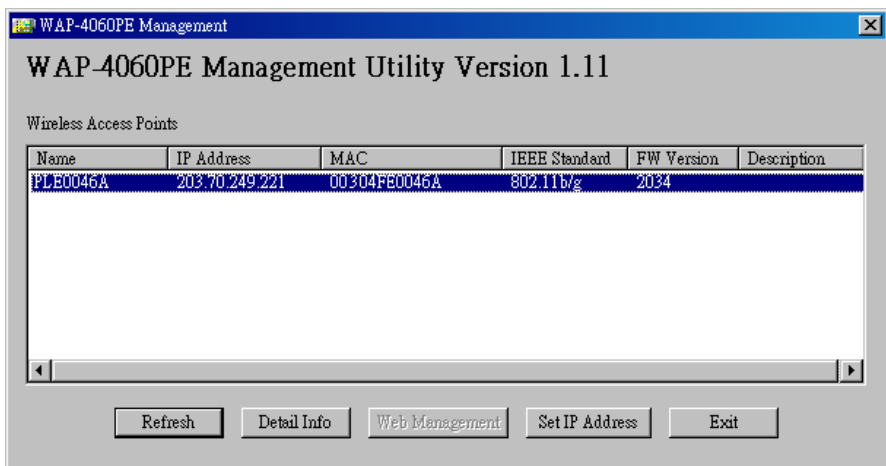 WAP-4060PE Management
WAP-4060PE Management Utility Version 1.11
Wireless Access Points
Name IP Address MAC IEEE Standard FW Version Description
PLE0046A 203.70.249.221 00304FE0046A 802.11b/g 2034
Refresh Detail Info Web Management Set IP Address Exit